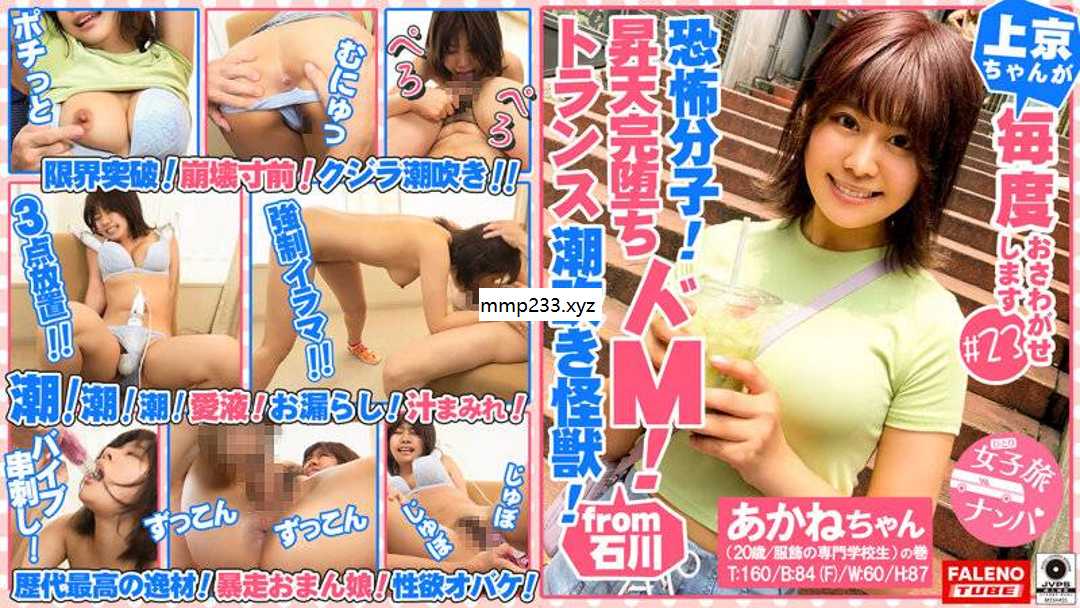 上京
ちゃんが
毎度
おさわがせ
します
#23
恐怖分子!
昇天完堕ちドM!
トランス潮吹き怪獣!
from
石川
ポチっと
むにゅっ
ぺろ
ぺろ
限界突破!崩壊寸前!クジラ潮吹き!!
3点放置!!
強制イラマ!!
mmp233.xyz
潮!潮!潮!愛液!お漏らし!汁まみれ!
バイブ
串刺し!
ずっこん
ずっこん
じゅぽ
じゅぽ
歴代最高の逸材!暴走おまん娘!性欲オバケ!
ひとり
女子旅
ナンパ
あかねちゃん
(20歳/服飾の専門学校生)の巻
T:160/B:84(F)/W:60/H:87
FALENO
TUBE
JVPS